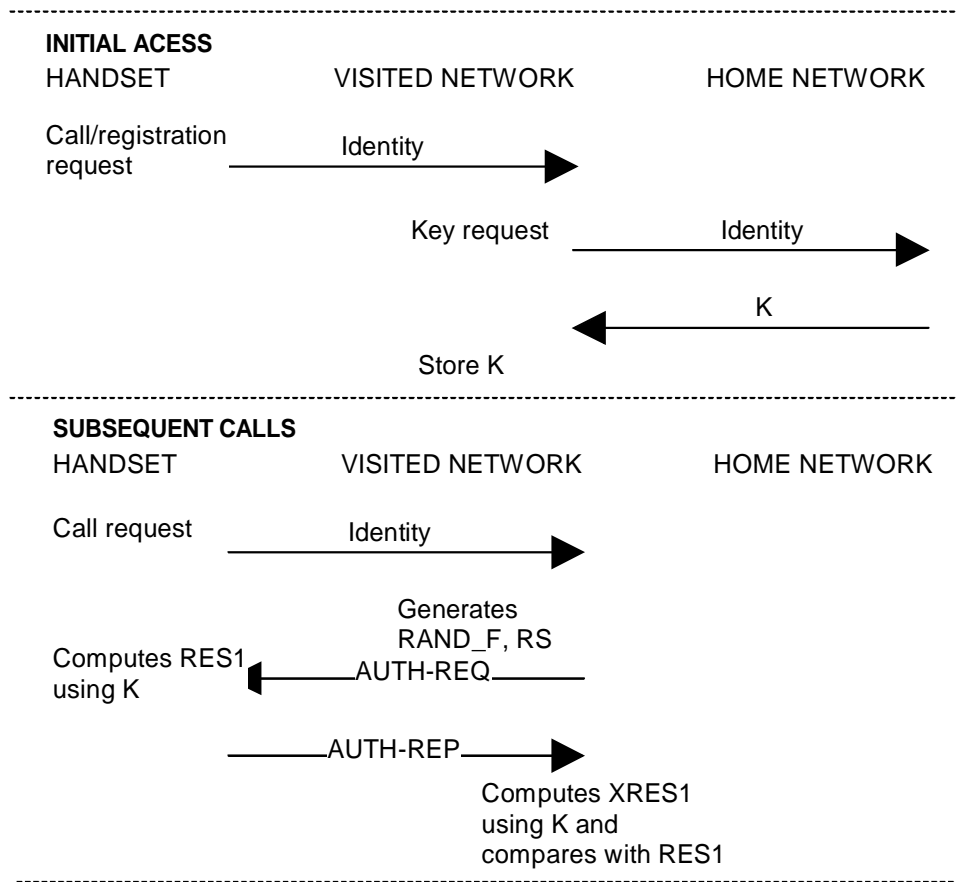 INITIAL ACESS
HANDSET VISITED NETWORK HOME NETWORK
Call/registration
request
Identity
Key request
Identity
K
Store K
SUBSEQUENT CALLS
HANDSET VISITED NETWORK HOME NETWORK
Call request
Identity
Generates
RAND_F, RS
Computes RES1
using K
AUTH-REQ
AUTH-REP
Computes XRES1
using K and
compares with RES1